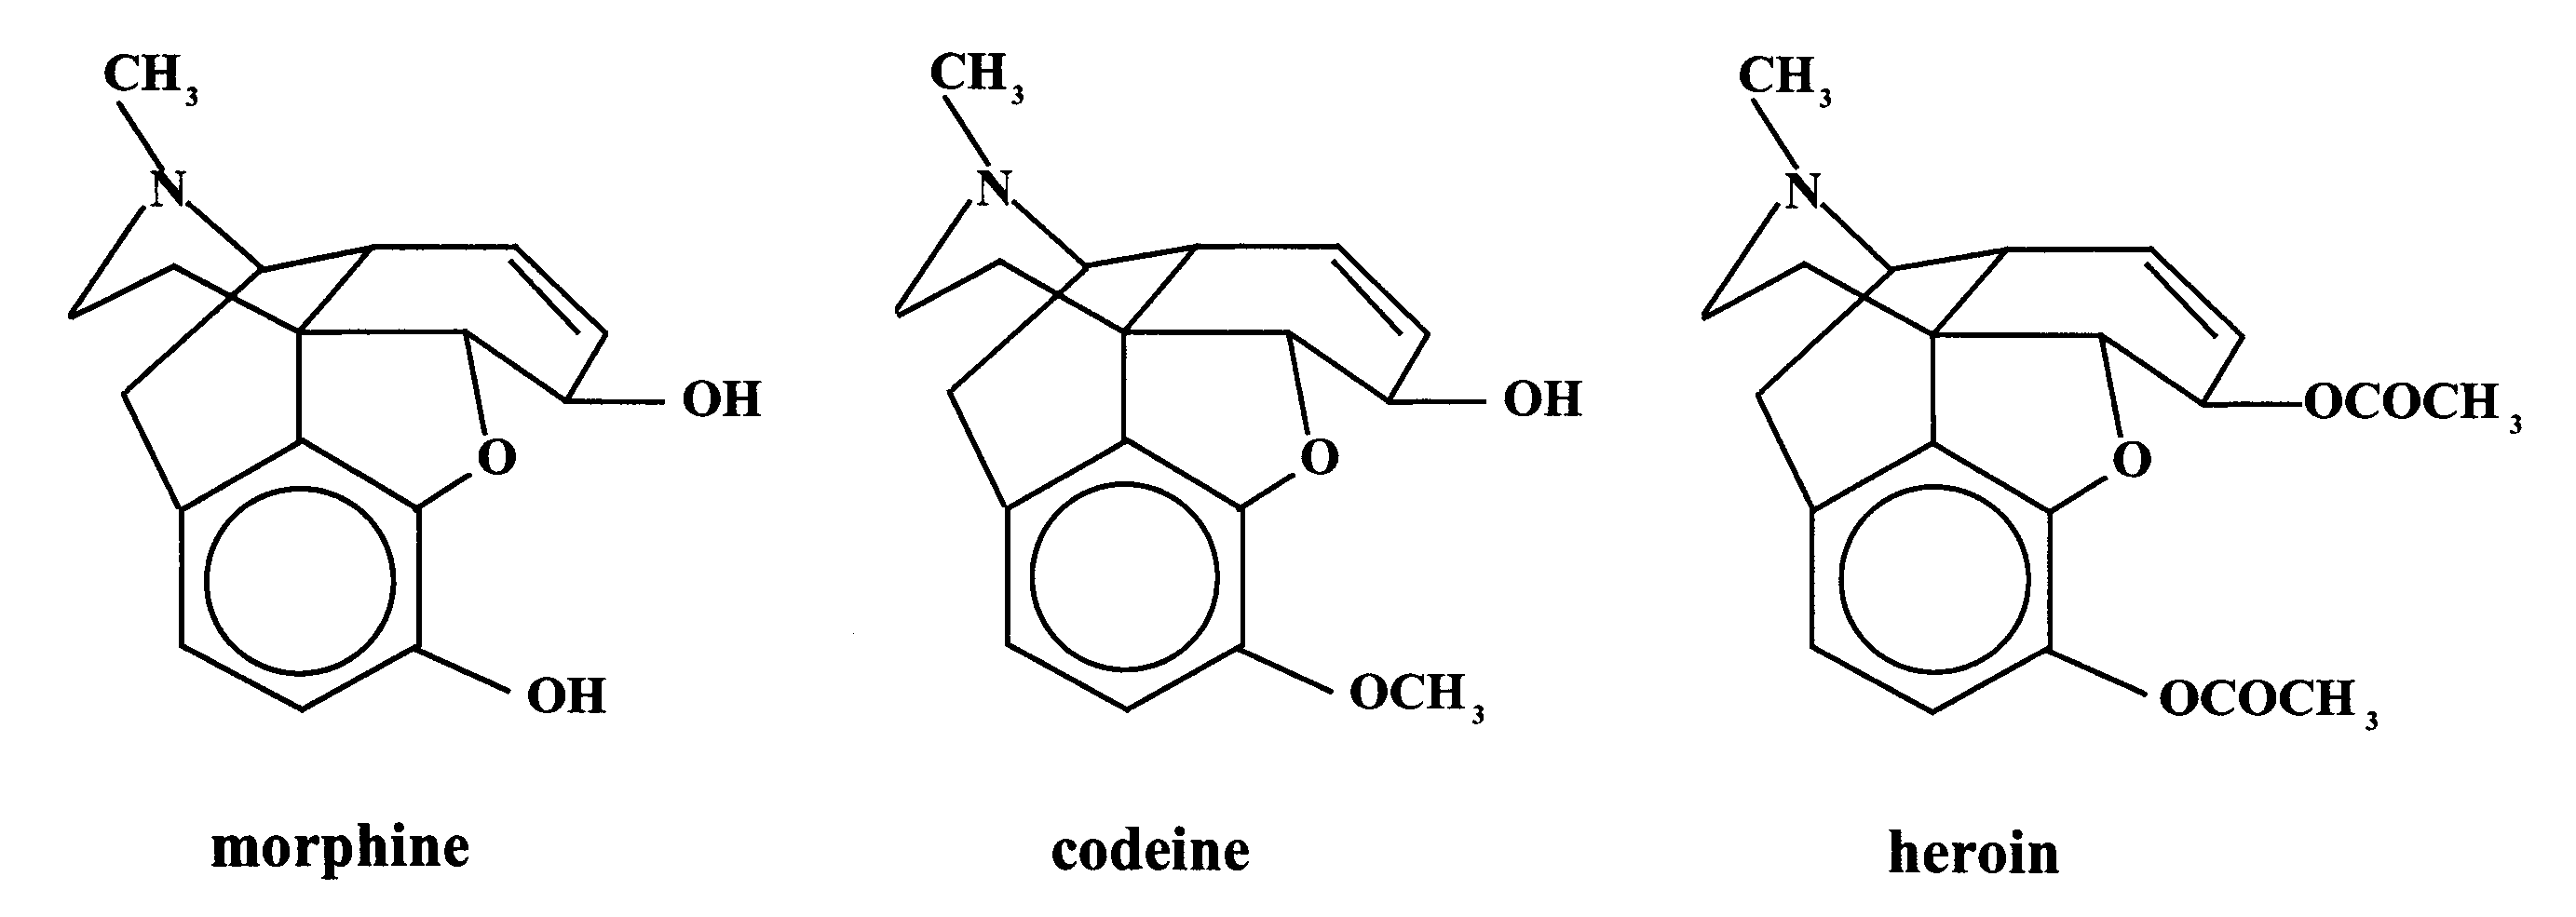 CH3 CH3 CH3
N N N
OH OH OCOCH3
O O O
OH OCH3 OCOCH3
morphine codeine heroin